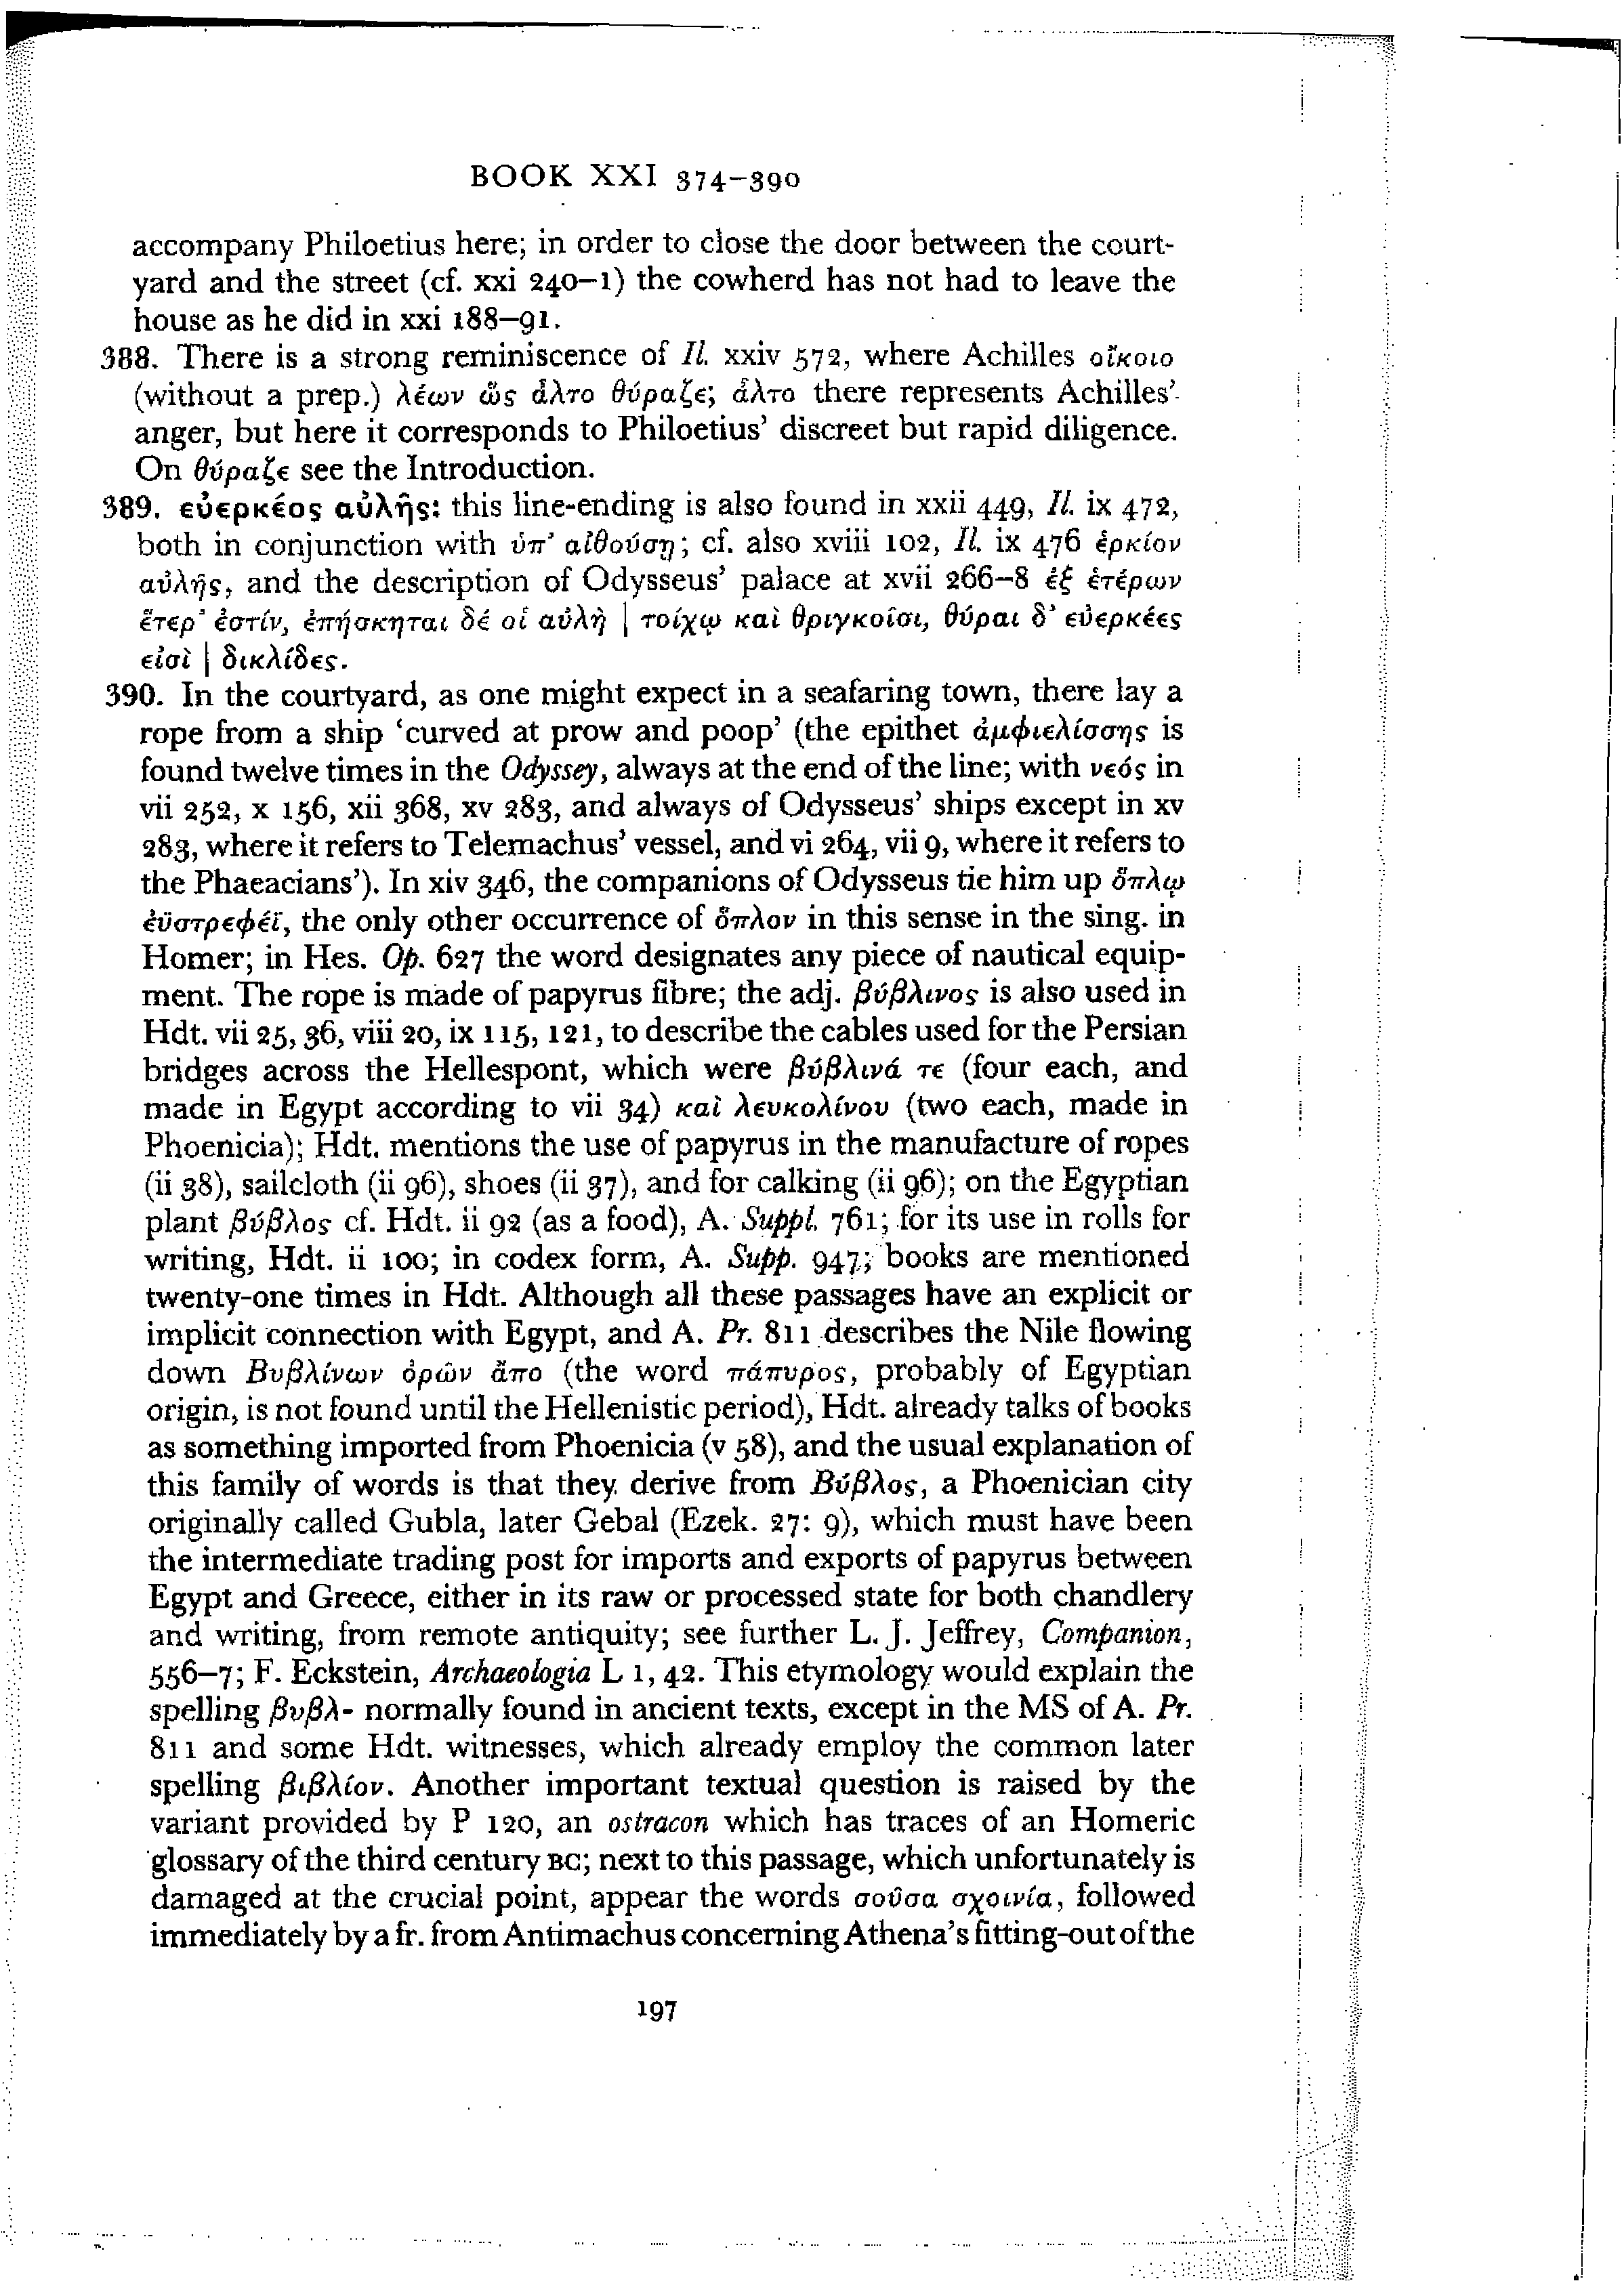 BOOK XXI 374–390
accompany Philoetius here; in order to close the door between the court-
yard and the street (cf. xxi 240–1) the cowherd has not had to leave the
house as he did in xxi 188–91.
388. There is a strong reminiscence of Il. xxiv 572, where Achilles οἴκοιο
(without a prep.) λέων ὣς ἆλτο θύραζε; ἆλτο there represents Achilles'
anger, but here it corresponds to Philoetius' discreet but rapid diligence.
On θύραζε see the Introduction.
389. εὐερκέος αὐλῆς: this line-ending is also found in xxii 449, Il. ix 472,
both in conjunction with ὑπ' αἰθούσῃ; cf. also xviii 102, Il. ix 476 ἑρκίον
αὐλῆς, and the description of Odysseus' palace at xvii 266–8 ἐξ ἑτέρων
ἕτερ' ἐστίν, ἐπήσκηται δέ οἱ αὐλὴ | τοίχῳ καὶ θριγκοῖσι, θύραι δ' εὐερκέες
εἰσὶ | δικλίδες.
390. In the courtyard, as one might expect in a seafaring town, there lay a
rope from a ship 'curved at prow and poop' (the epithet ἀμφιελίσσης is
found twelve times in the Odyssey, always at the end of the line; with νεός in
vii 252, x 156, xii 368, xv 283, and always of Odysseus' ships except in xv
283, where it refers to Telemachus' vessel, and vi 264, vii 9, where it refers to
the Phaeacians'). In xiv 346, the companions of Odysseus tie him up ὅπλῳ
ἐϋστρεφέϊ, the only other occurrence of ὅπλον in this sense in the sing. in
Homer; in Hes. Op. 627 the word designates any piece of nautical equip-
ment. The rope is made of papyrus fibre; the adj. βύβλινος is also used in
Hdt. vii 25, 36, viii 20, ix 115, 121, to describe the cables used for the Persian
bridges across the Hellespont, which were βύβλινά τε (four each, and
made in Egypt according to vii 34) καὶ λευκολίνου (two each, made in
Phoenicia); Hdt. mentions the use of papyrus in the manufacture of ropes
(ii 38), sailcloth (ii 96), shoes (ii 37), and for calking (ii 96); on the Egyptian
plant βύβλος cf. Hdt. ii 92 (as a food), A. Suppl. 761; for its use in rolls for
writing, Hdt. ii 100; in codex form, A. Supp. 947; books are mentioned
twenty-one times in Hdt. Although all these passages have an explicit or
implicit connection with Egypt, and A. Pr. 811 describes the Nile flowing
down Βυβλίνων ὀρῶν ἄπο (the word πάπυρος, probably of Egyptian
origin, is not found until the Hellenistic period), Hdt. already talks of books
as something imported from Phoenicia (v 58), and the usual explanation of
this family of words is that they derive from Βύβλος, a Phoenician city
originally called Gubla, later Gebal (Ezek. 27: 9), which must have been
the intermediate trading post for imports and exports of papyrus between
Egypt and Greece, either in its raw or processed state for both chandlery
and writing, from remote antiquity; see further L. J. Jeffrey, Companion,
556–7; F. Eckstein, Archaeologia L 1, 42. This etymology would explain the
spelling βυβλ- normally found in ancient texts, except in the MS of A. Pr.
811 and some Hdt. witnesses, which already employ the common later
spelling βιβλίον. Another important textual question is raised by the
variant provided by P 120, an ostracon which has traces of an Homeric
glossary of the third century BC; next to this passage, which unfortunately is
damaged at the crucial point, appear the words σοῦσα σχοινία, followed
immediately by a fr. from Antimachus concerning Athena's fitting-out of the
197